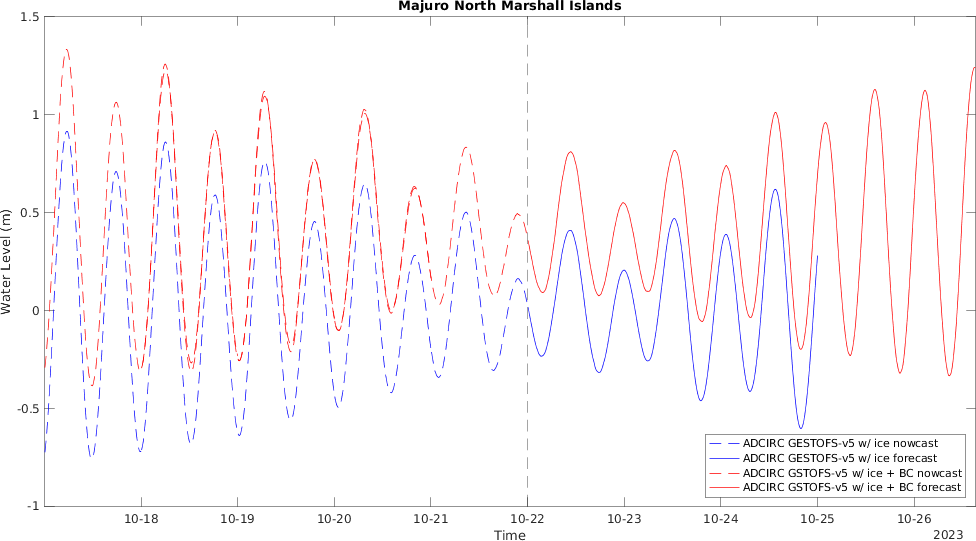 Majuro North Marshall Islands
Water Level (m)
1.5
1
0.5
0
-0.5
-1
ADCIRC GESTOFS-v5 w/ ice nowcast
ADCIRC GESTOFS-v5 w/ ice forecast
ADCIRC GSTOFS-v5 w/ ice + BC nowcast
ADCIRC GSTOFS-v5 w/ ice + BC forecast
10-18 10-19 10-20 10-21 10-22 10-23 10-24 10-25 10-26
Time
2023